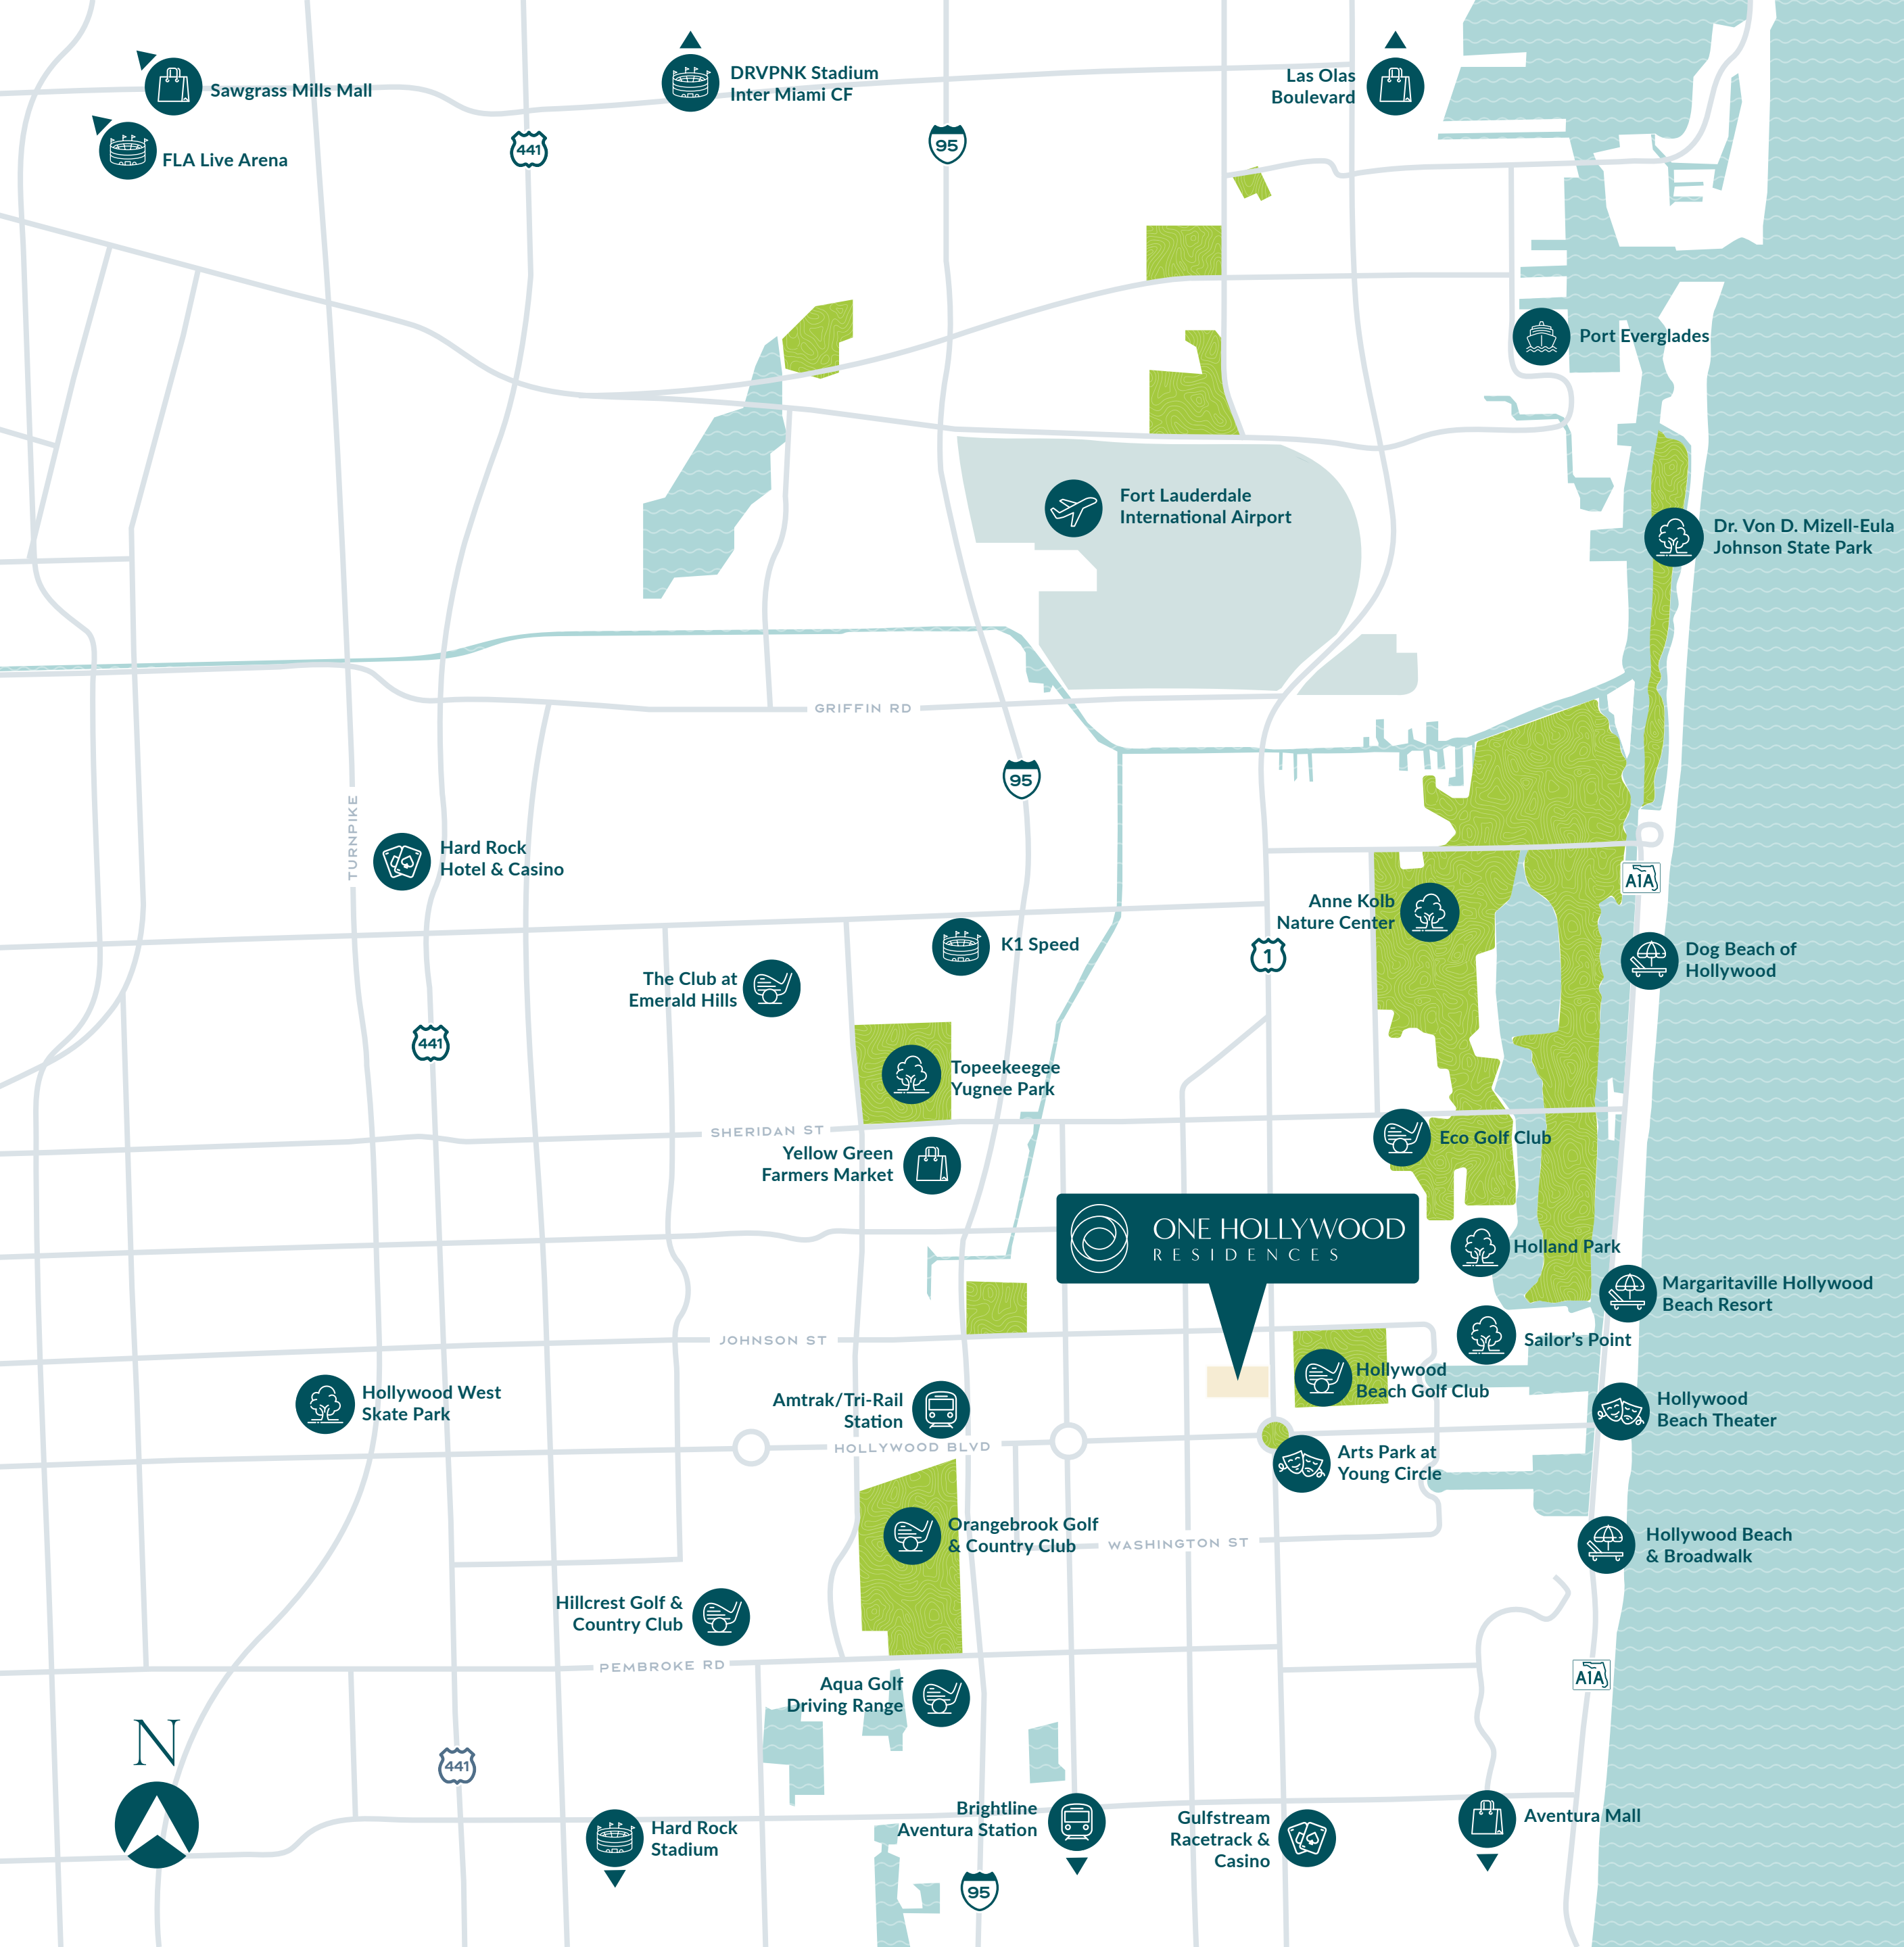 Sawgrass Mills Mall
DRVPNK Stadium
Inter Miami CF
Las Olas
Boulevard
FLA Live Arena
441
95
Port Everglades
Fort Lauderdale
International Airport
Dr. Von D. Mizell-Eula
Johnson State Park
GRIFFIN RD
95
TURNPIKE
Hard Rock
Hotel & Casino
A1A
Anne Kolb
Nature Center
K1 Speed
1
Dog Beach of
Hollywood
The Club at
Emerald Hills
441
Topeekeegee
Yugnee Park
SHERIDAN ST
Eco Golf Club
Yellow Green
Farmers Market
ONE HOLLYWOOD
RESIDENCES
Holland Park
Margaritaville Hollywood
Beach Resort
JOHNSON ST
Sailor's Point
Hollywood West
Skate Park
Amtrak/Tri-Rail
Station
Hollywood
Beach Golf Club
Hollywood
Beach Theater
HOLLYWOOD BLVD
Arts Park at
Young Circle
Orangebrook Golf
& Country Club
WASHINGTON ST
Hollywood Beach
& Broadwalk
Hillcrest Golf &
Country Club
PEMBROKE RD
A1A
Aqua Golf
Driving Range
N
441
Hard Rock
Stadium
Brightline
Aventura Station
Gulfstream
Racetrack &
Casino
Aventura Mall
95